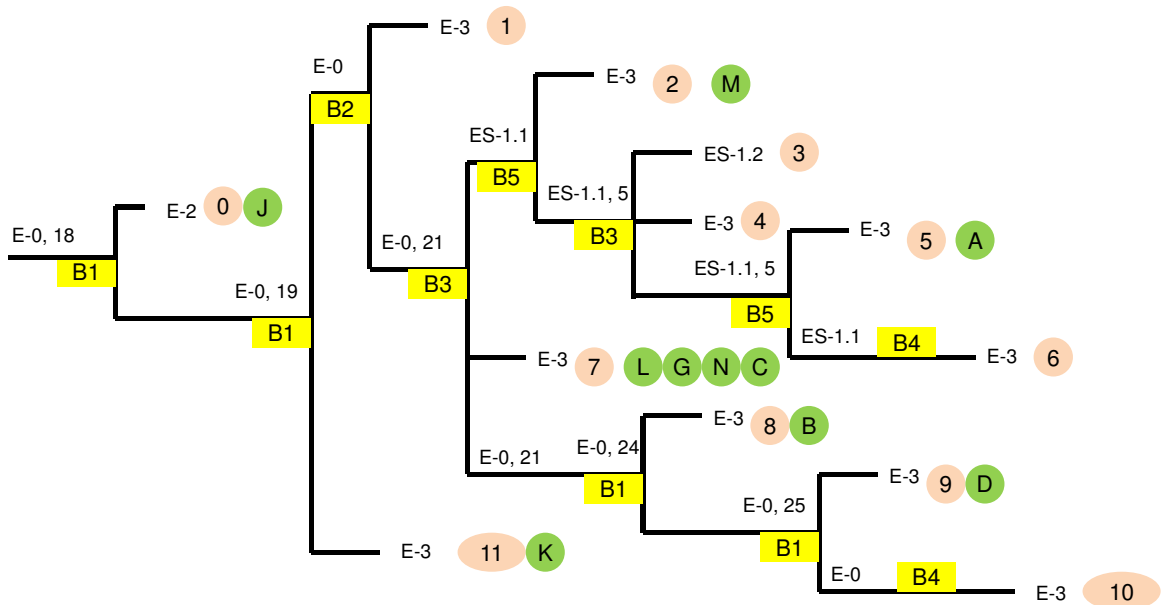 E-3 1
E-0
B2
E-3 2 M
ES-1.1
B5
ES-1.2 3
ES-1.1, 5
B3
E-3 4
E-2 0 J
E-0, 18
B1
E-0, 21
B3
E-3 5 A
ES-1.1, 5
B5
E-0, 19
B1
ES-1.1 B4
E-3 6
E-3 7 L G N C
E-3 8 B
E-0, 21
E-0, 24
B1
E-3 9 D
E-0, 25
B1
E-3 11 K
E-0 B4
E-3 10